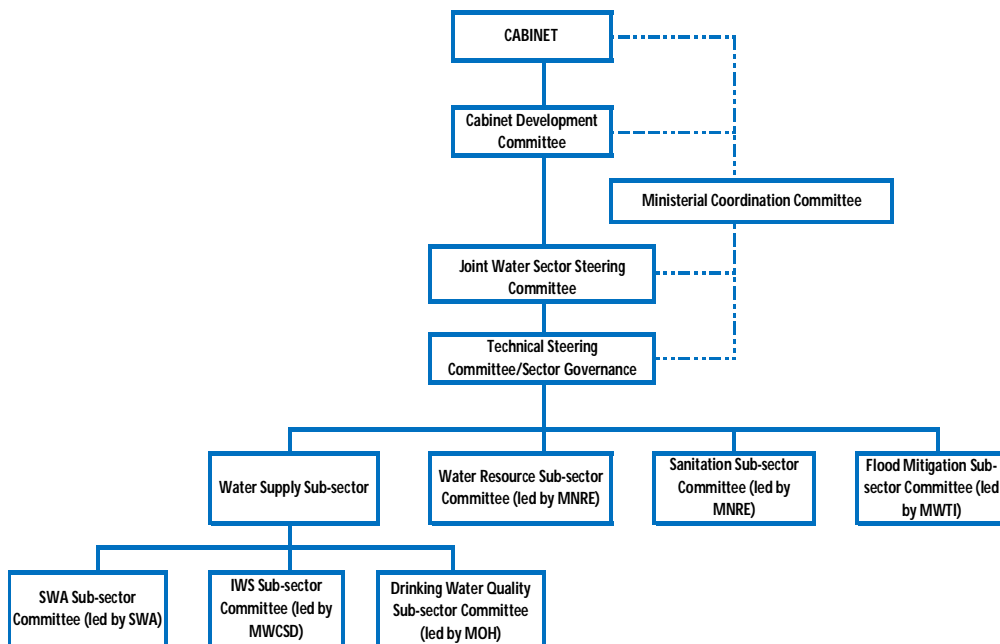 CABINET
Cabinet Development
Committee
Ministerial Coordination Committee
Joint Water Sector Steering
Committee
Technical Steering
Committee/Sector Governance
Water Supply Sub-sector
Water Resource Sub-sector
Committee (led by MNRE)
Sanitation Sub-sector
Committee (led by
MNRE)
Flood Mitigation Sub-
sector Committee (led
by MWTI)
SWA Sub-sector
Committee (led by SWA)
IWS Sub-sector
Committee (led by
MWCSD)
Drinking Water Quality
Sub-sector Committee
(led by MOH)